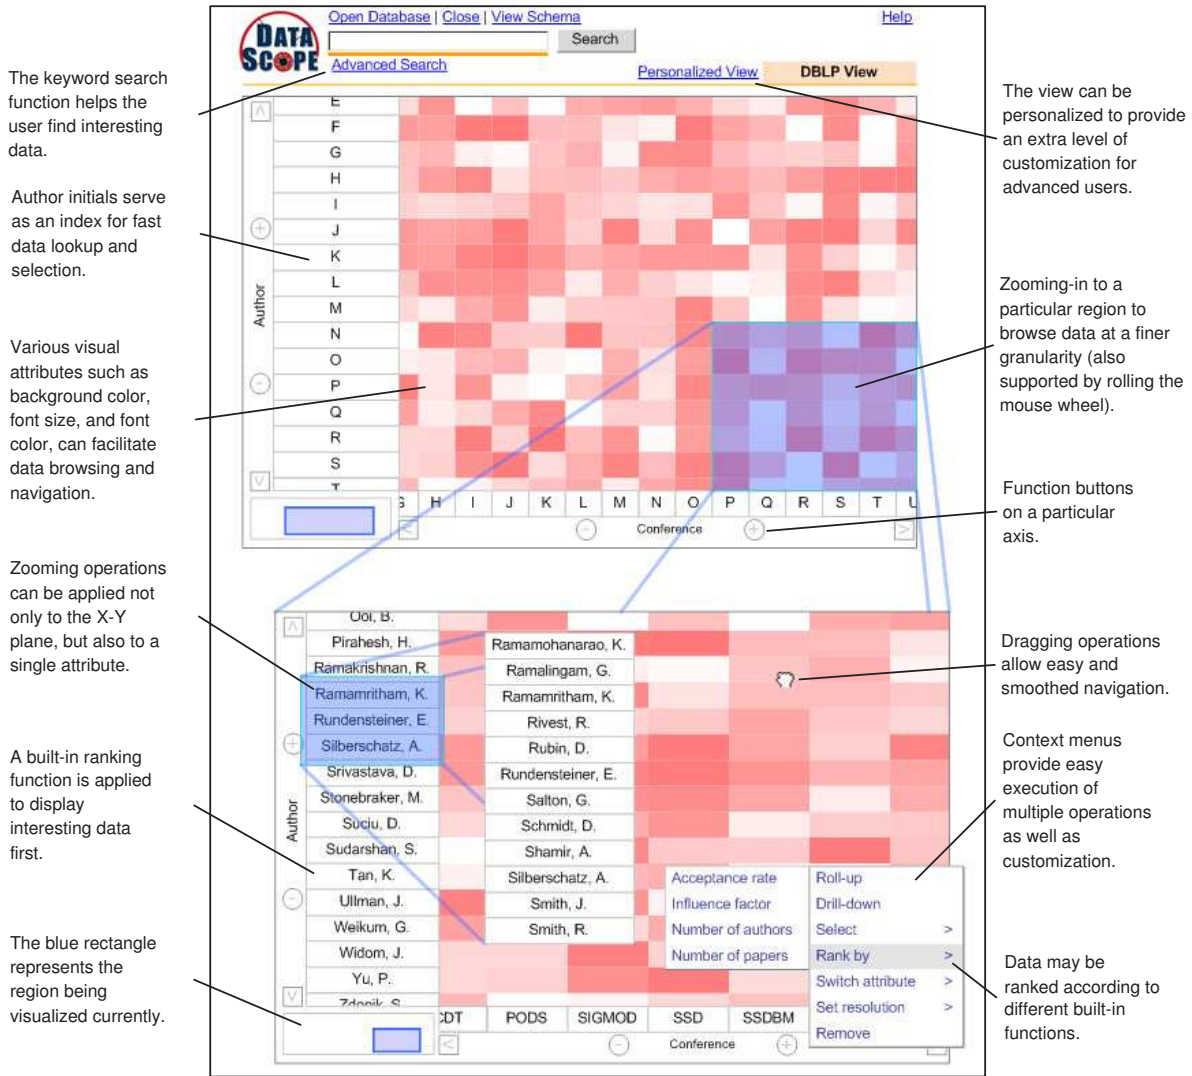 DATA
SCOPE
Open Database | Close | View Schema
Help
Search
Advanced Search
Personalized View
DBLP View
The keyword search
function helps the
user find interesting
data.
Author initials serve
as an index for fast
data lookup and
selection.
Various visual
attributes such as
background color,
font size, and font
color, can facilitate
data browsing and
navigation.
Zooming operations
can be applied not
only to the X-Y
plane, but also to a
single attribute.
A built-in ranking
function is applied
to display
interesting data
first.
The blue rectangle
represents the
region being
visualized currently.
Author
E
F
G
H
I
J
K
L
M
N
O
P
Q
R
S
T
G H I J K L M N O P Q R S T U
Conference
Author
Ooi, B.
Pirahesh, H.
Ramakrishnan, R.
Ramamritham, K.
Rundensteiner, E.
Silberschatz, A.
Srivastava, D.
Stonebraker, M.
Suciu, D.
Sudarshan, S.
Tan, K.
Ullman, J.
Weikum, G.
Widom, J.
Yu, P.
Zdonik, S.
Ramamohanarao, K.
Ramalingam, G.
Ramamritham, K.
Rivest, R.
Rubin, D.
Rundensteiner, E.
Salton, G.
Schmidt, D.
Shamir, A.
Silberschatz, A.
Smith, J.
Smith, R.
Acceptance rate
Influence factor
Number of authors
Number of papers
Roll-up
Drill-down
Select >
Rank by >
Switch attribute >
Set resolution >
Remove
PODS SIGMOD SSD SSDBM
Conference
The view can be
personalized to provide
an extra level of
customization for
advanced users.
Zooming-in to a
particular region to
browse data at a finer
granularity (also
supported by rolling the
mouse wheel).
Function buttons
on a particular
axis.
Dragging operations
allow easy and
smoothed navigation.
Context menus
provide easy
execution of
multiple operations
as well as
customization.
Data may be
ranked according to
different built-in
functions.